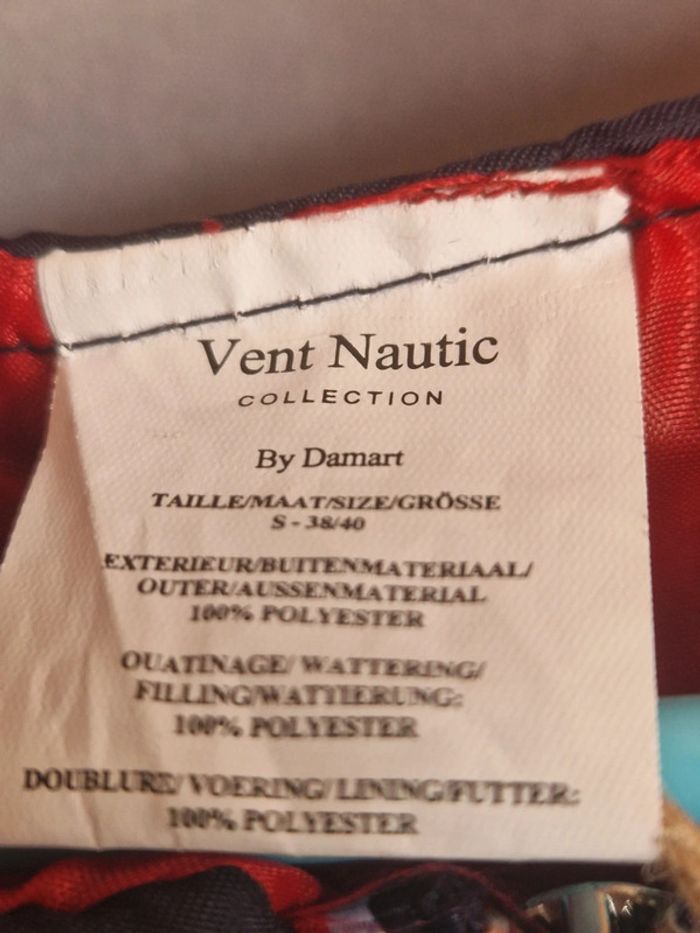 Vent Nautic
COLLECTION
By Damart
TAILLE/MAAT/SIZE/GRÖSSE
S - 38/40
EXTERIEUR/BUITENMATERIAAL/
OUTER/AUSSENMATERIAL
100% POLYESTER
OUATINAGE/ WATTERING/
FILLING/WATTIERUNG:
100% POLYESTER
DOUBLURE/ VOERING/ LINING/FUTTER:
100% POLYESTER